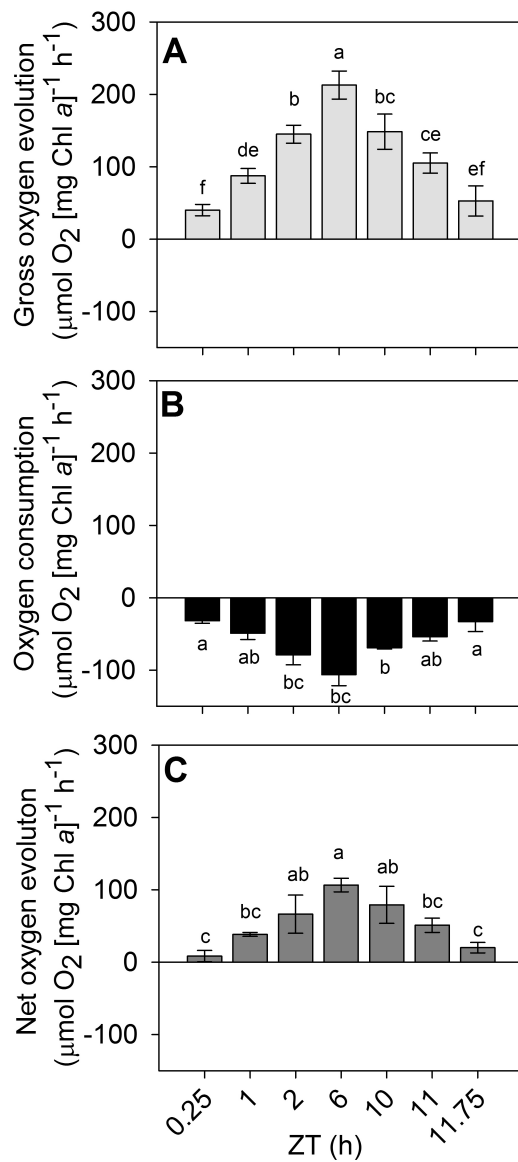 A
300
200
100
0
-100
Gross oxygen evolution
(μmol O2 [mg Chl a]-1 h-1)
f
de
b
a
bc
ce
ef
B
300
200
100
0
-100
Oxygen consumption
(μmol O2 [mg Chl a]-1 h-1)
a
ab
bc
bc
b
ab
a
C
300
200
100
0
-100
Net oxygen evoluton
(μmol O2 [mg Chl a]-1 h-1)
c
bc
ab
a
ab
bc
c
0.25
1
2
6
10
11
11.75
ZT (h)